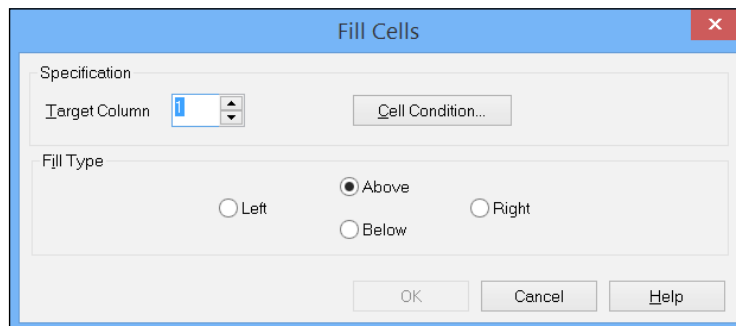 Fill Cells
Specification
Target Column 1 Cell Condition...
Fill Type
Above
Left Right
Below
OK Cancel Help